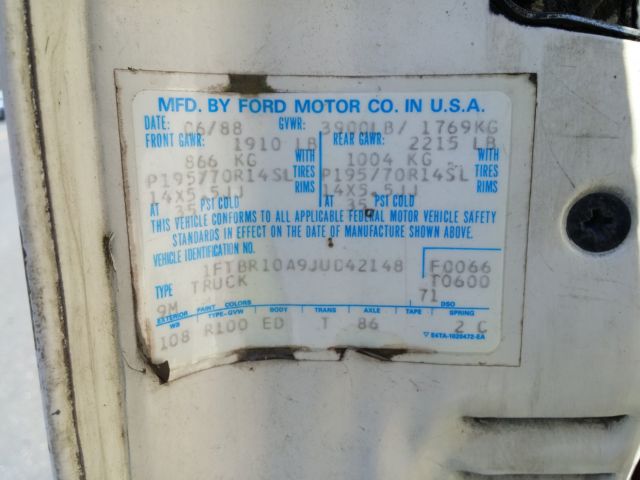 MFD. BY FORD MOTOR CO. IN U.S.A.
DATE: 06/88 GVWR: 3900LB/ 1769KG
FRONT GAWR: 1910 LB REAR GAWR: 2215 LB
866 KG WITH 1004 KG WITH
P195/70R14SL TIRES P195/70R14SL TIRES
14X5.5JJ RIMS 14X5.5JJ RIMS
AT 35 PSI COLD AT 35 PSI COLD
THIS VEHICLE CONFORMS TO ALL APPLICABLE FEDERAL MOTOR VEHICLE SAFETY
STANDARDS IN EFFECT ON THE DATE OF MANUFACTURE SHOWN ABOVE.
VEHICLE IDENTIFICATION NO.
1FTBR10A9JUD42148 F0066
TYPE TRUCK T0600
9M 71
EXTERIOR PAINT COLORS DSO
WB TYPE-GVW BODY TRANS AXLE TAPE SPRING
108 R100 ED T 86 2 C
E4TA-1020472-EA